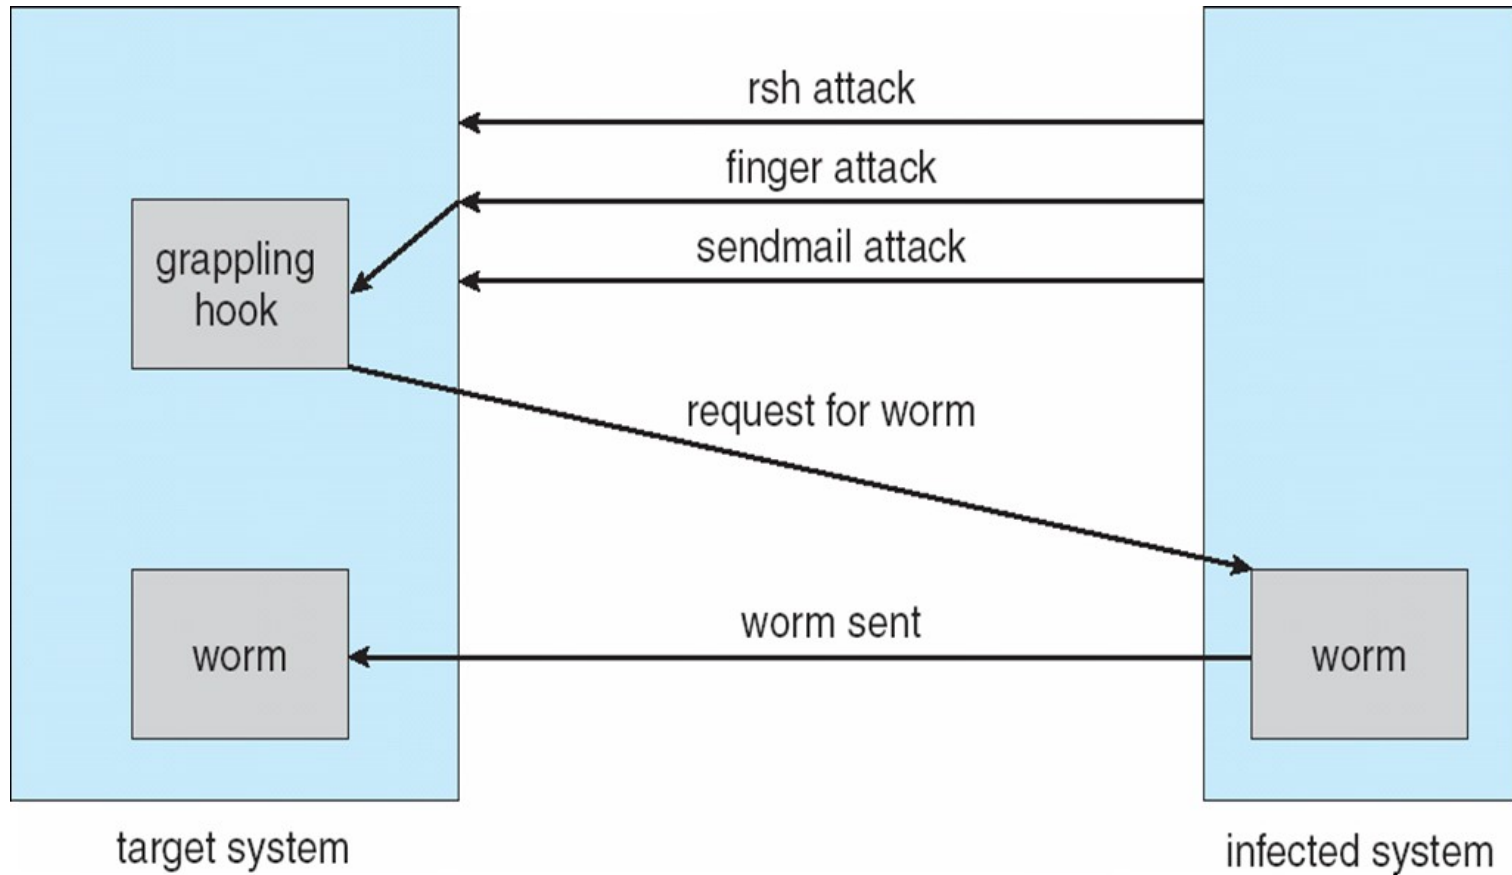 rsh attack
finger attack
sendmail attack
grappling
hook
request for worm
worm sent
worm
worm
target system
infected system